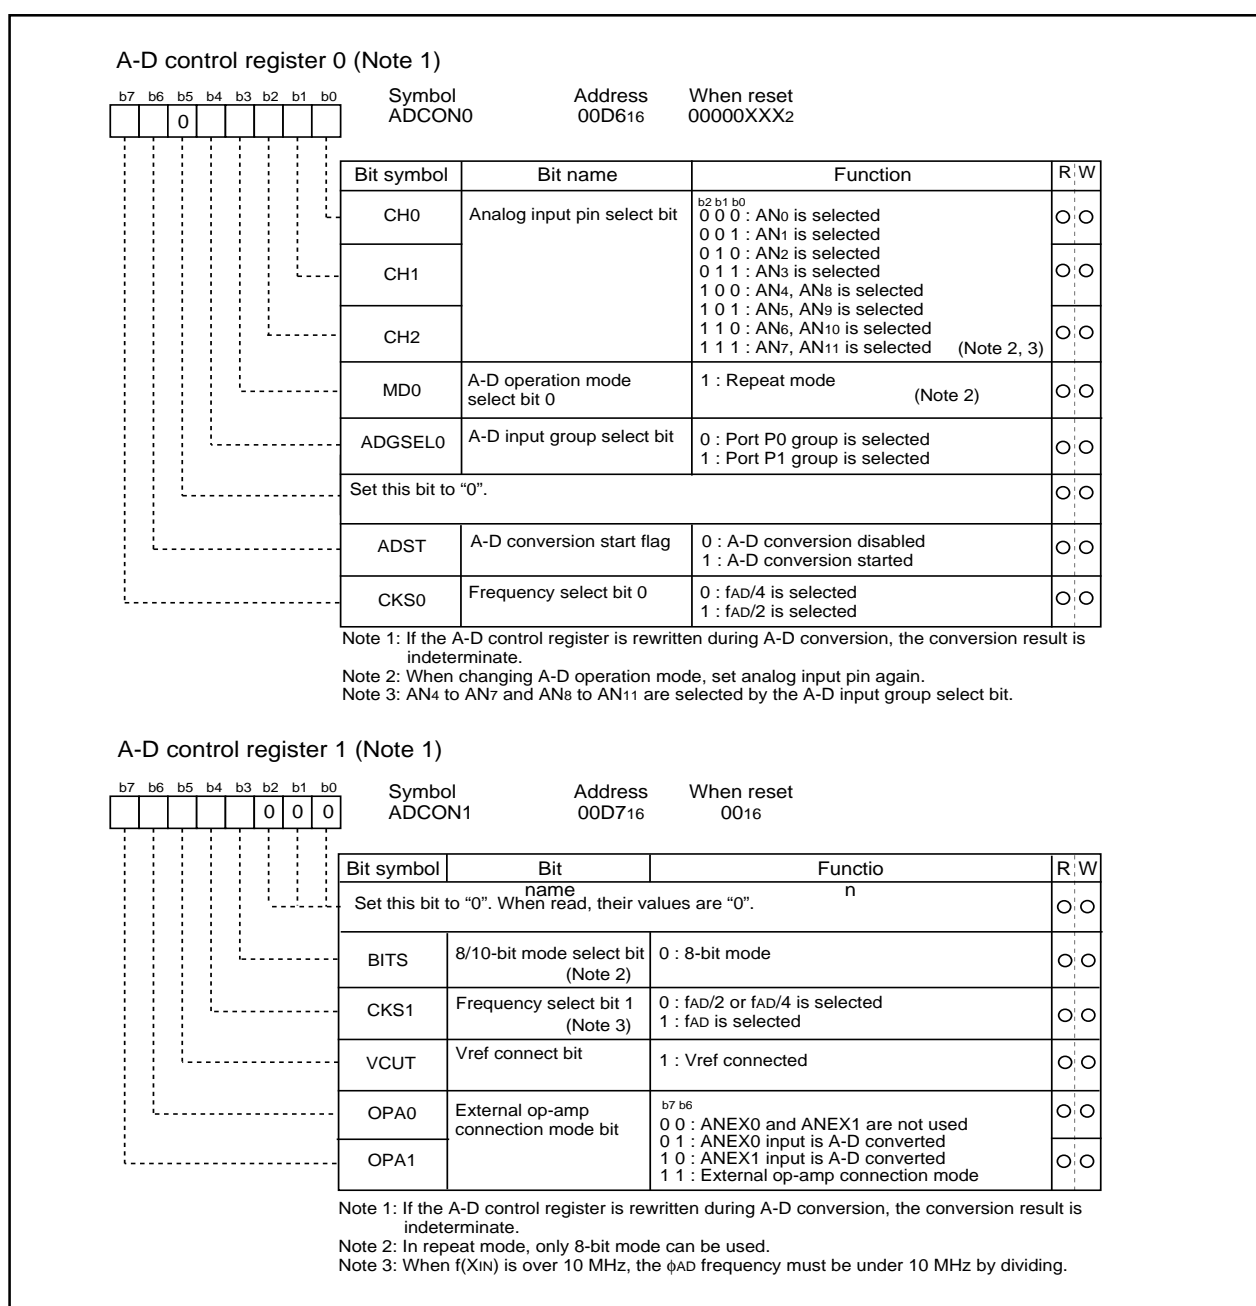 A-D control register 0 (Note 1)
b7 b6 b5 b4 b3 b2 b1 b0
Symbol Address When reset
0
ADCON0 00D616 00000XXX2
Bit symbol Bit name Function R W
CH0 Analog input pin select bit
b2 b1 b0
0 0 0 : AN0 is selected
0 0 1 : AN1 is selected
0 1 0 : AN2 is selected
CH1
0 1 1 : AN3 is selected
1 0 0 : AN4, AN8 is selected
1 0 1 : AN5, AN9 is selected
CH2
1 1 0 : AN6, AN10 is selected
1 1 1 : AN7, AN11 is selected (Note 2, 3)
MD0 A-D operation mode
select bit 0
1 : Repeat mode
(Note 2)
ADGSEL0 A-D input group select bit
0 : Port P0 group is selected
1 : Port P1 group is selected
Set this bit to “0”.
ADST A-D conversion start flag
0 : A-D conversion disabled
1 : A-D conversion started
CKS0 Frequency select bit 0
0 : fAD/4 is selected
1 : fAD/2 is selected
Note 1: If the A-D control register is rewritten during A-D conversion, the conversion result is
indeterminate.
Note 2: When changing A-D operation mode, set analog input pin again.
Note 3: AN4 to AN7 and AN8 to AN11 are selected by the A-D input group select bit.
A-D control register 1 (Note 1)
b7 b6 b5 b4 b3 b2 b1 b0
Symbol Address When reset
0 0 0
ADCON1 00D716 0016
Bit symbol Bit
name
Functio
n
R W
Set this bit to “0”. When read, their values are “0”.
BITS 8/10-bit mode select bit
(Note 2)
0 : 8-bit mode
CKS1 Frequency select bit 1
(Note 3)
0 : fAD/2 or fAD/4 is selected
1 : fAD is selected
VCUT Vref connect bit
1 : Vref connected
OPA0 External op-amp
connection mode bit
b7 b6
0 0 : ANEX0 and ANEX1 are not used
0 1 : ANEX0 input is A-D converted
OPA1
1 0 : ANEX1 input is A-D converted
1 1 : External op-amp connection mode
Note 1: If the A-D control register is rewritten during A-D conversion, the conversion result is
indeterminate.
Note 2: In repeat mode, only 8-bit mode can be used.
Note 3: When f(XIN) is over 10 MHz, the ϕAD frequency must be under 10 MHz by dividing.